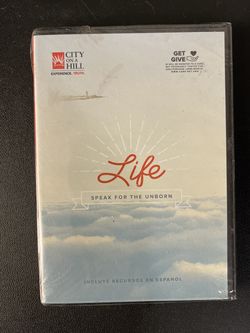 CITY
ON A
HILL
EXPERIENCE. TRUTH.
GET
GIVE
Life
SPEAK FOR THE UNBORN
INCLUYE RECURSOS EN ESPAÑOL